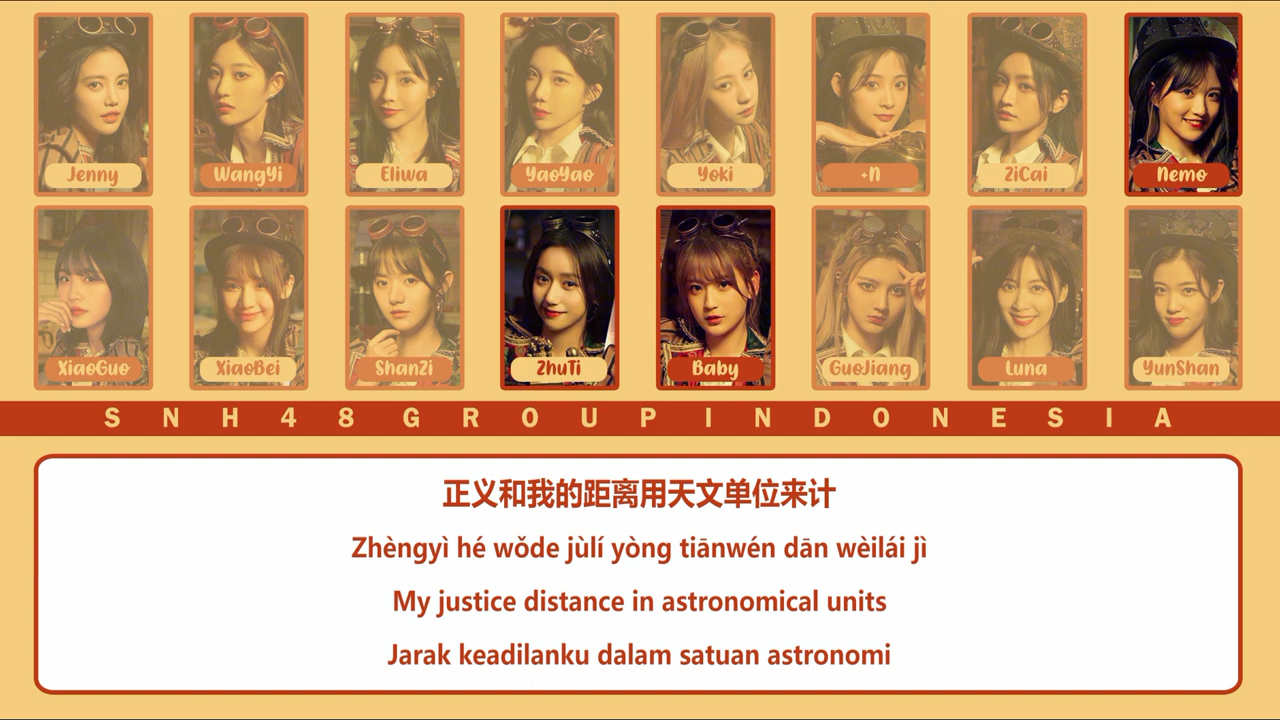 Jenny
WangYi
Eliwa
YaoYao
Yoki
+N
ZiCai
Nemo
XiaoGuo
XiaoBei
ShanZi
ZhuTi
Baby
GuoJiang
Luna
YunShan
SNH48GROUPINDONESIA
正义和我的距离用天文单位来计
Zhèngyì hé wǒde jùlí yòng tiānwén dān wèilái jì
My justice distance in astronomical units
Jarak keadilanku dalam satuan astronomi